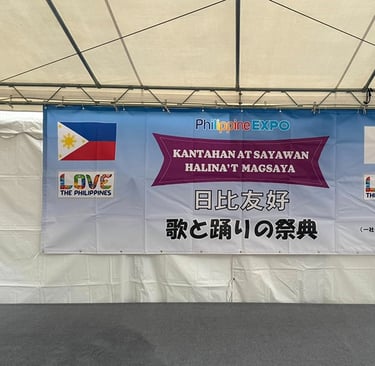 Philippine EXPO
KANTAHAN AT SAYAWAN
HALINA'T MAGSAYA
LOVE
THE PHILIPPINES
日比友好
歌と踊りの祭典